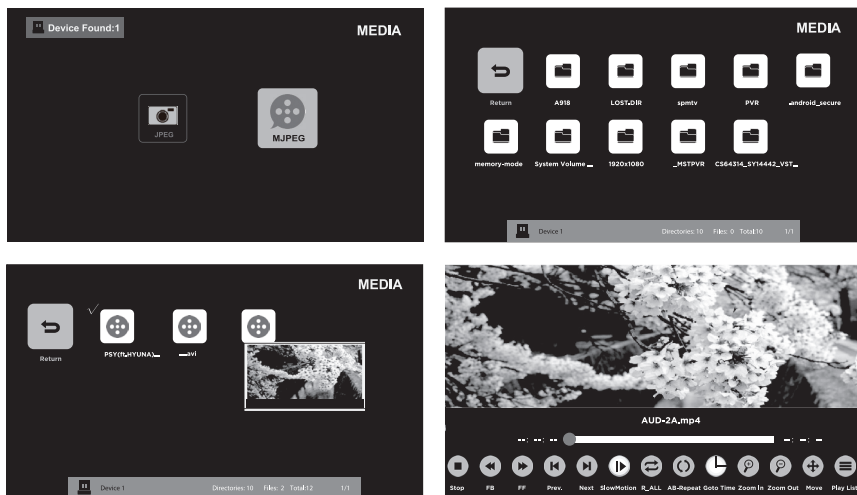 Device Found:1
MEDIA
JPEG
MJPEG
MEDIA
Return A918 LOST.DIR spmtv PVR .android_secure
memory-mode System Volume _ 1920x1080 _MSTPVR CS64314_SY14442_VST_
Device 1 Directories: 10 Files: 0 Total:10 1/1
MEDIA
Return PSY(ft.HYUNA)_ __avi
Device 1 Directories: 10 Files: 2 Total:12 1/1
AUD-2A.mp4
--: --: -- -: -: -
Stop FB FF Prev. Next SlowMotion R_ALL AB-Repeat Goto Time Zoom In Zoom Out Move Play List